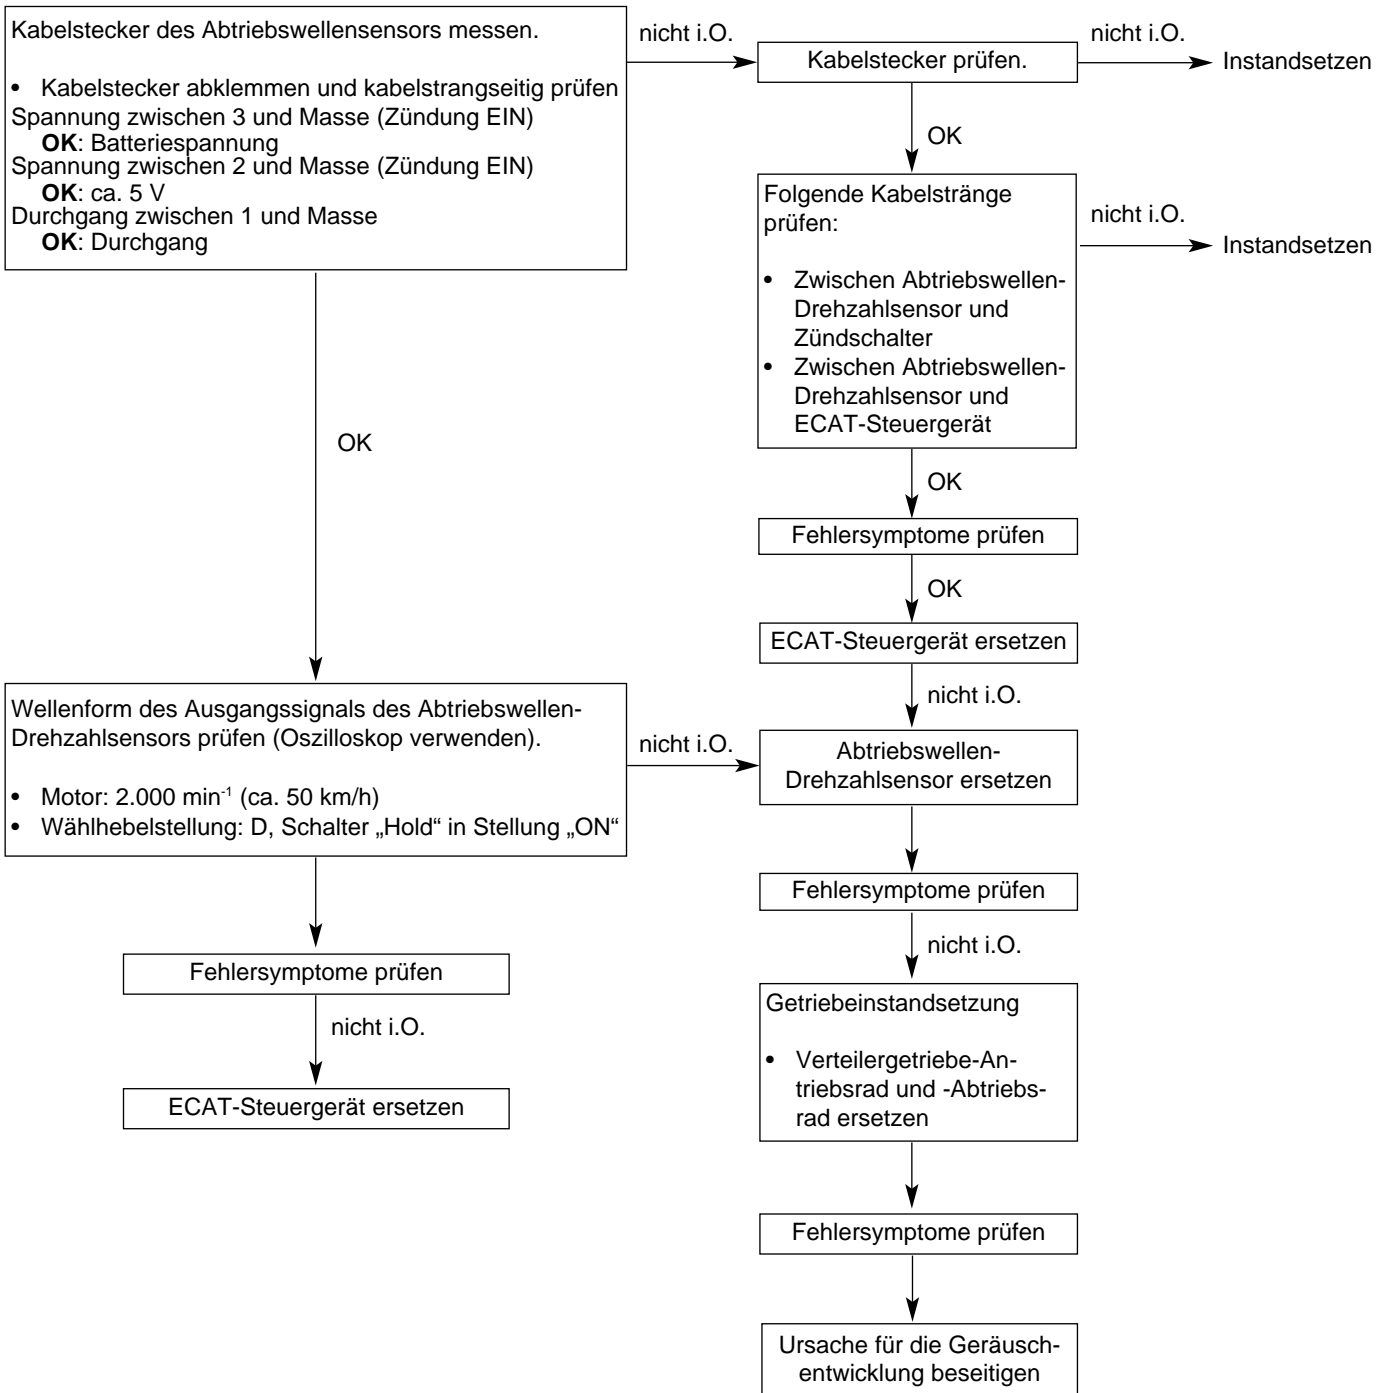 Kabelstecker des Abtriebswellensensors messen.
• Kabelstecker abklemmen und kabelstrangseitig prüfen
Spannung zwischen 3 und Masse (Zündung EIN)
OK: Batteriespannung
Spannung zwischen 2 und Masse (Zündung EIN)
OK: ca. 5 V
Durchgang zwischen 1 und Masse
OK: Durchgang
nicht i.O.
Kabelstecker prüfen.
nicht i.O.
Instandsetzen
OK
Folgende Kabelstränge
prüfen:
• Zwischen Abtriebswellen-
Drehzahlsensor und
Zündschalter
• Zwischen Abtriebswellen-
Drehzahlsensor und
ECAT-Steuergerät
nicht i.O.
Instandsetzen
OK
OK
Fehlersymptome prüfen
OK
ECAT-Steuergerät ersetzen
nicht i.O.
Wellenform des Ausgangssignals des Abtriebswellen-
Drehzahlsensors prüfen (Oszilloskop verwenden).
• Motor: 2.000 min⁻¹ (ca. 50 km/h)
• Wählhebelstellung: D, Schalter „Hold“ in Stellung „ON“
nicht i.O.
Abtriebswellen-
Drehzahlsensor ersetzen
Fehlersymptome prüfen
nicht i.O.
Fehlersymptome prüfen
nicht i.O.
ECAT-Steuergerät ersetzen
Getriebeinstandsetzung
• Verteilergetriebe-An-
triebsrad und -Abtriebs-
rad ersetzen
Fehlersymptome prüfen
Ursache für die Geräusch-
entwicklung beseitigen